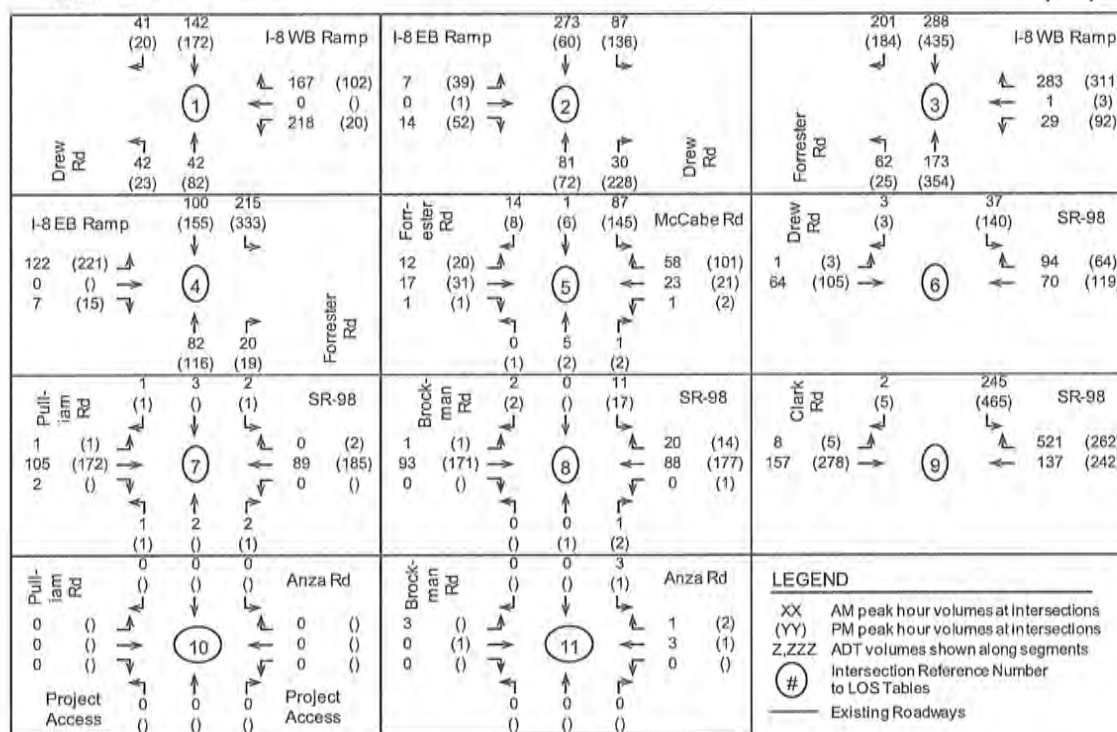 41 142
(20) (172) I-8 WB Ramp
167 (102)
1 0 ()
218 (20)
Drew Rd
42 42
(23) (82)
273 87
I-8 EB Ramp (60) (136)
7 (39)
0 (1) 2
14 (52)
81 30 Drew Rd
(72) (228)
201 288
(184) (435) I-8 WB Ramp
283 (311)
3 1 (3)
29 (92)
Forrester Rd
62 173
(25) (354)
100 215
I-8 EB Ramp (155) (333)
122 (221)
0 () 4
7 (15)
82 20 Forrester Rd
(116) (19)
Forr-ester Rd
14 1 87
(8) (6) (145) McCabe Rd
12 (20) 58 (101)
17 (31) 5 23 (21)
1 (1) 1 (2)
0 5 1
(1) (2) (2)
Drew Rd
3 37
(3) (140) SR-98
1 (3) 94 (64)
64 (105) 6 70 (119)
Pull-iam Rd
1 3 2
(1) () (1) SR-98
1 (1) 0 (2)
105 (172) 7 89 (185)
2 () 0 ()
1 2 2
(1) () (1)
Brock-man Rd
2 0 11
(2) () (17) SR-98
1 (1) 20 (14)
93 (171) 8 88 (177)
0 () 0 (1)
0 0 1
() (1) (2)
Clark Rd
2 245
(5) (465) SR-98
8 (5) 521 (262)
157 (278) 9 137 (242)
Pull-iam Rd
0 0 0
() () () Anza Rd
0 () 0 ()
0 () 10 0 ()
0 () 0 ()
Project Access 0 0 0 Project Access
() () ()
Brock-man Rd
0 0 3
() () (1) Anza Rd
3 () 1 (2)
0 (1) 11 3 (1)
0 () 0 ()
0 0 0
() () ()
LEGEND
XX AM peak hour volumes at intersections
(YY) PM peak hour volumes at intersections
Z,ZZZ ADT volumes shown along segments
# Intersection Reference Number
to LOS Tables
Existing Roadways